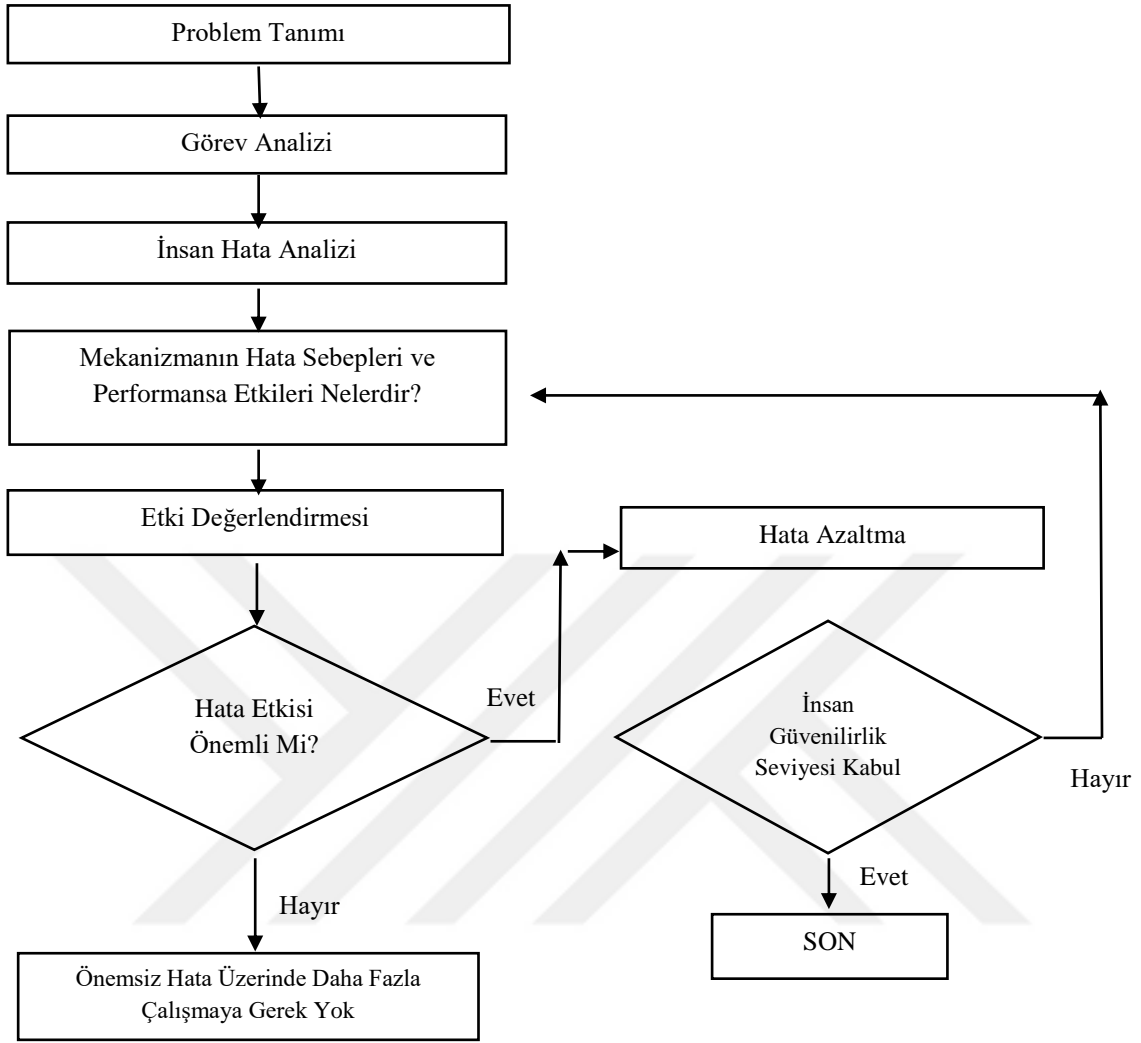 Problem Tanımı
Görev Analizi
İnsan Hata Analizi
Mekanizmanın Hata Sebepleri ve
Performansa Etkileri Nelerdir?
Etki Değerlendirmesi
Hata Azaltma
Hata Etkisi
Önemli Mi?
Evet
İnsan
Güvenilirlik
Seviyesi Kabul
Hayır
Evet
Hayır
SON
Önemsiz Hata Üzerinde Daha Fazla
Çalışmaya Gerek Yok